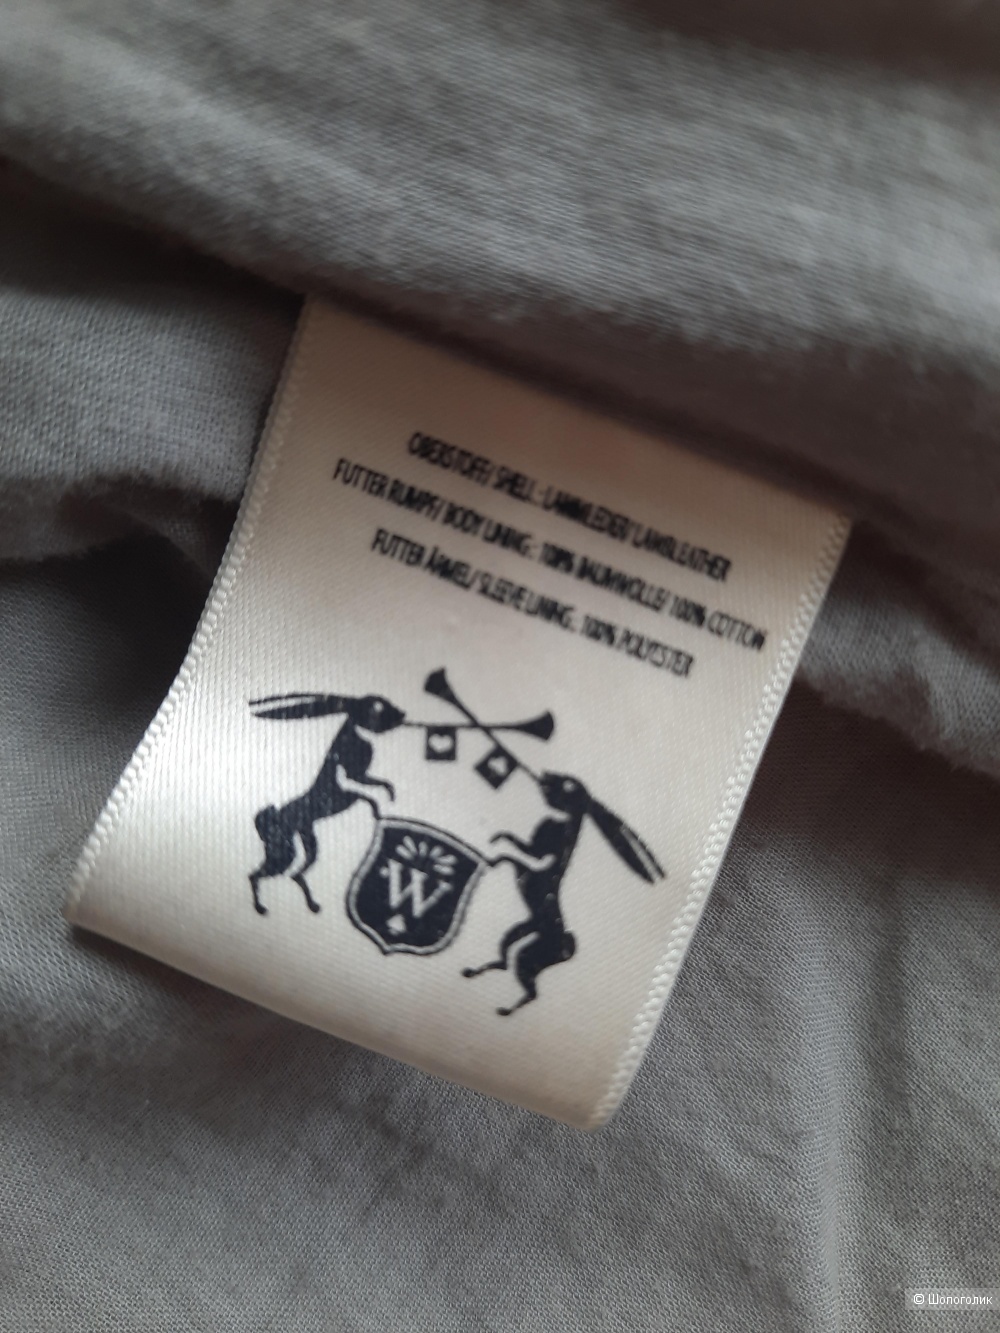 OBERSTOFF/ SHELL : LAMMLEDER/ LAMBLEATHER
FUTTER RUMPF/ BODY LINING : 100% BAUMWOLLE/ 100% COTTON
FUTTER ÄRMEL/ SLEEVE LINING : 100% POLYESTER
W
© Шопоголик